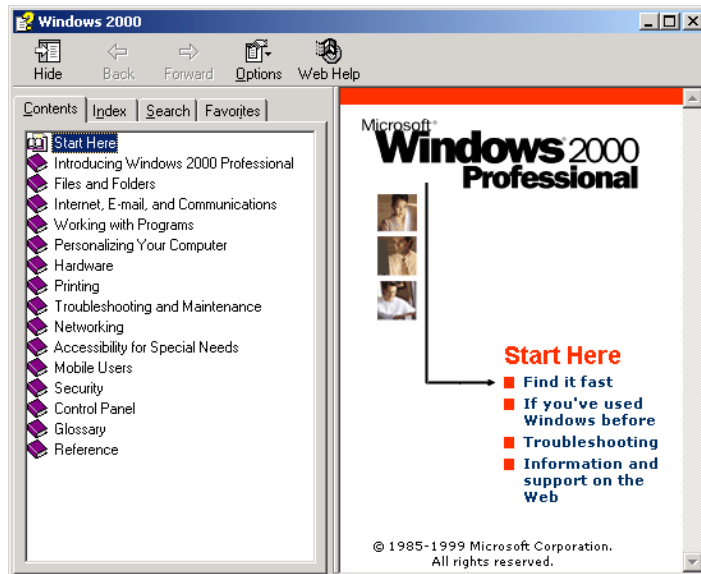 Windows 2000
Hide Back Forward Options Web Help
Contents Index Search Favorites
Start Here
Introducing Windows 2000 Professional
Files and Folders
Internet, E-mail, and Communications
Working with Programs
Personalizing Your Computer
Hardware
Printing
Troubleshooting and Maintenance
Networking
Accessibility for Special Needs
Mobile Users
Security
Control Panel
Glossary
Reference
Microsoft®
Windows® 2000
Professional
Start Here
Find it fast
If you've used
Windows before
Troubleshooting
Information and
support on the
Web
© 1985-1999 Microsoft Corporation.
All rights reserved.